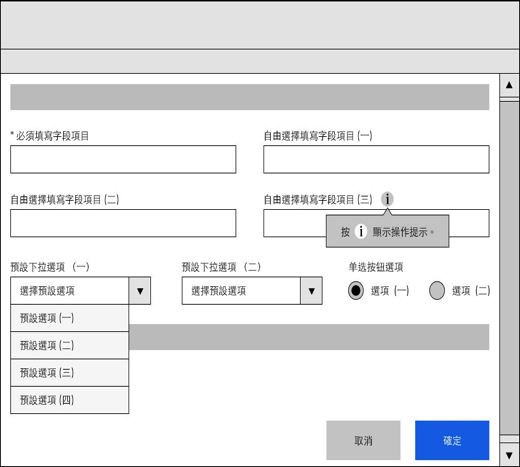 * 必須填寫字段項目
自由選擇填寫字段項目 (一)
自由選擇填寫字段項目 (二)
自由選擇填寫字段項目 (三) i
按 i 顯示操作提示。
預設下拉選項 (一)
預設下拉選項 (二)
单选按钮選項
選擇預設選項 ▼
選擇預設選項 ▼
選項 (一)
選項 (二)
預設選項 (一)
預設選項 (二)
預設選項 (三)
預設選項 (四)
取消
確定